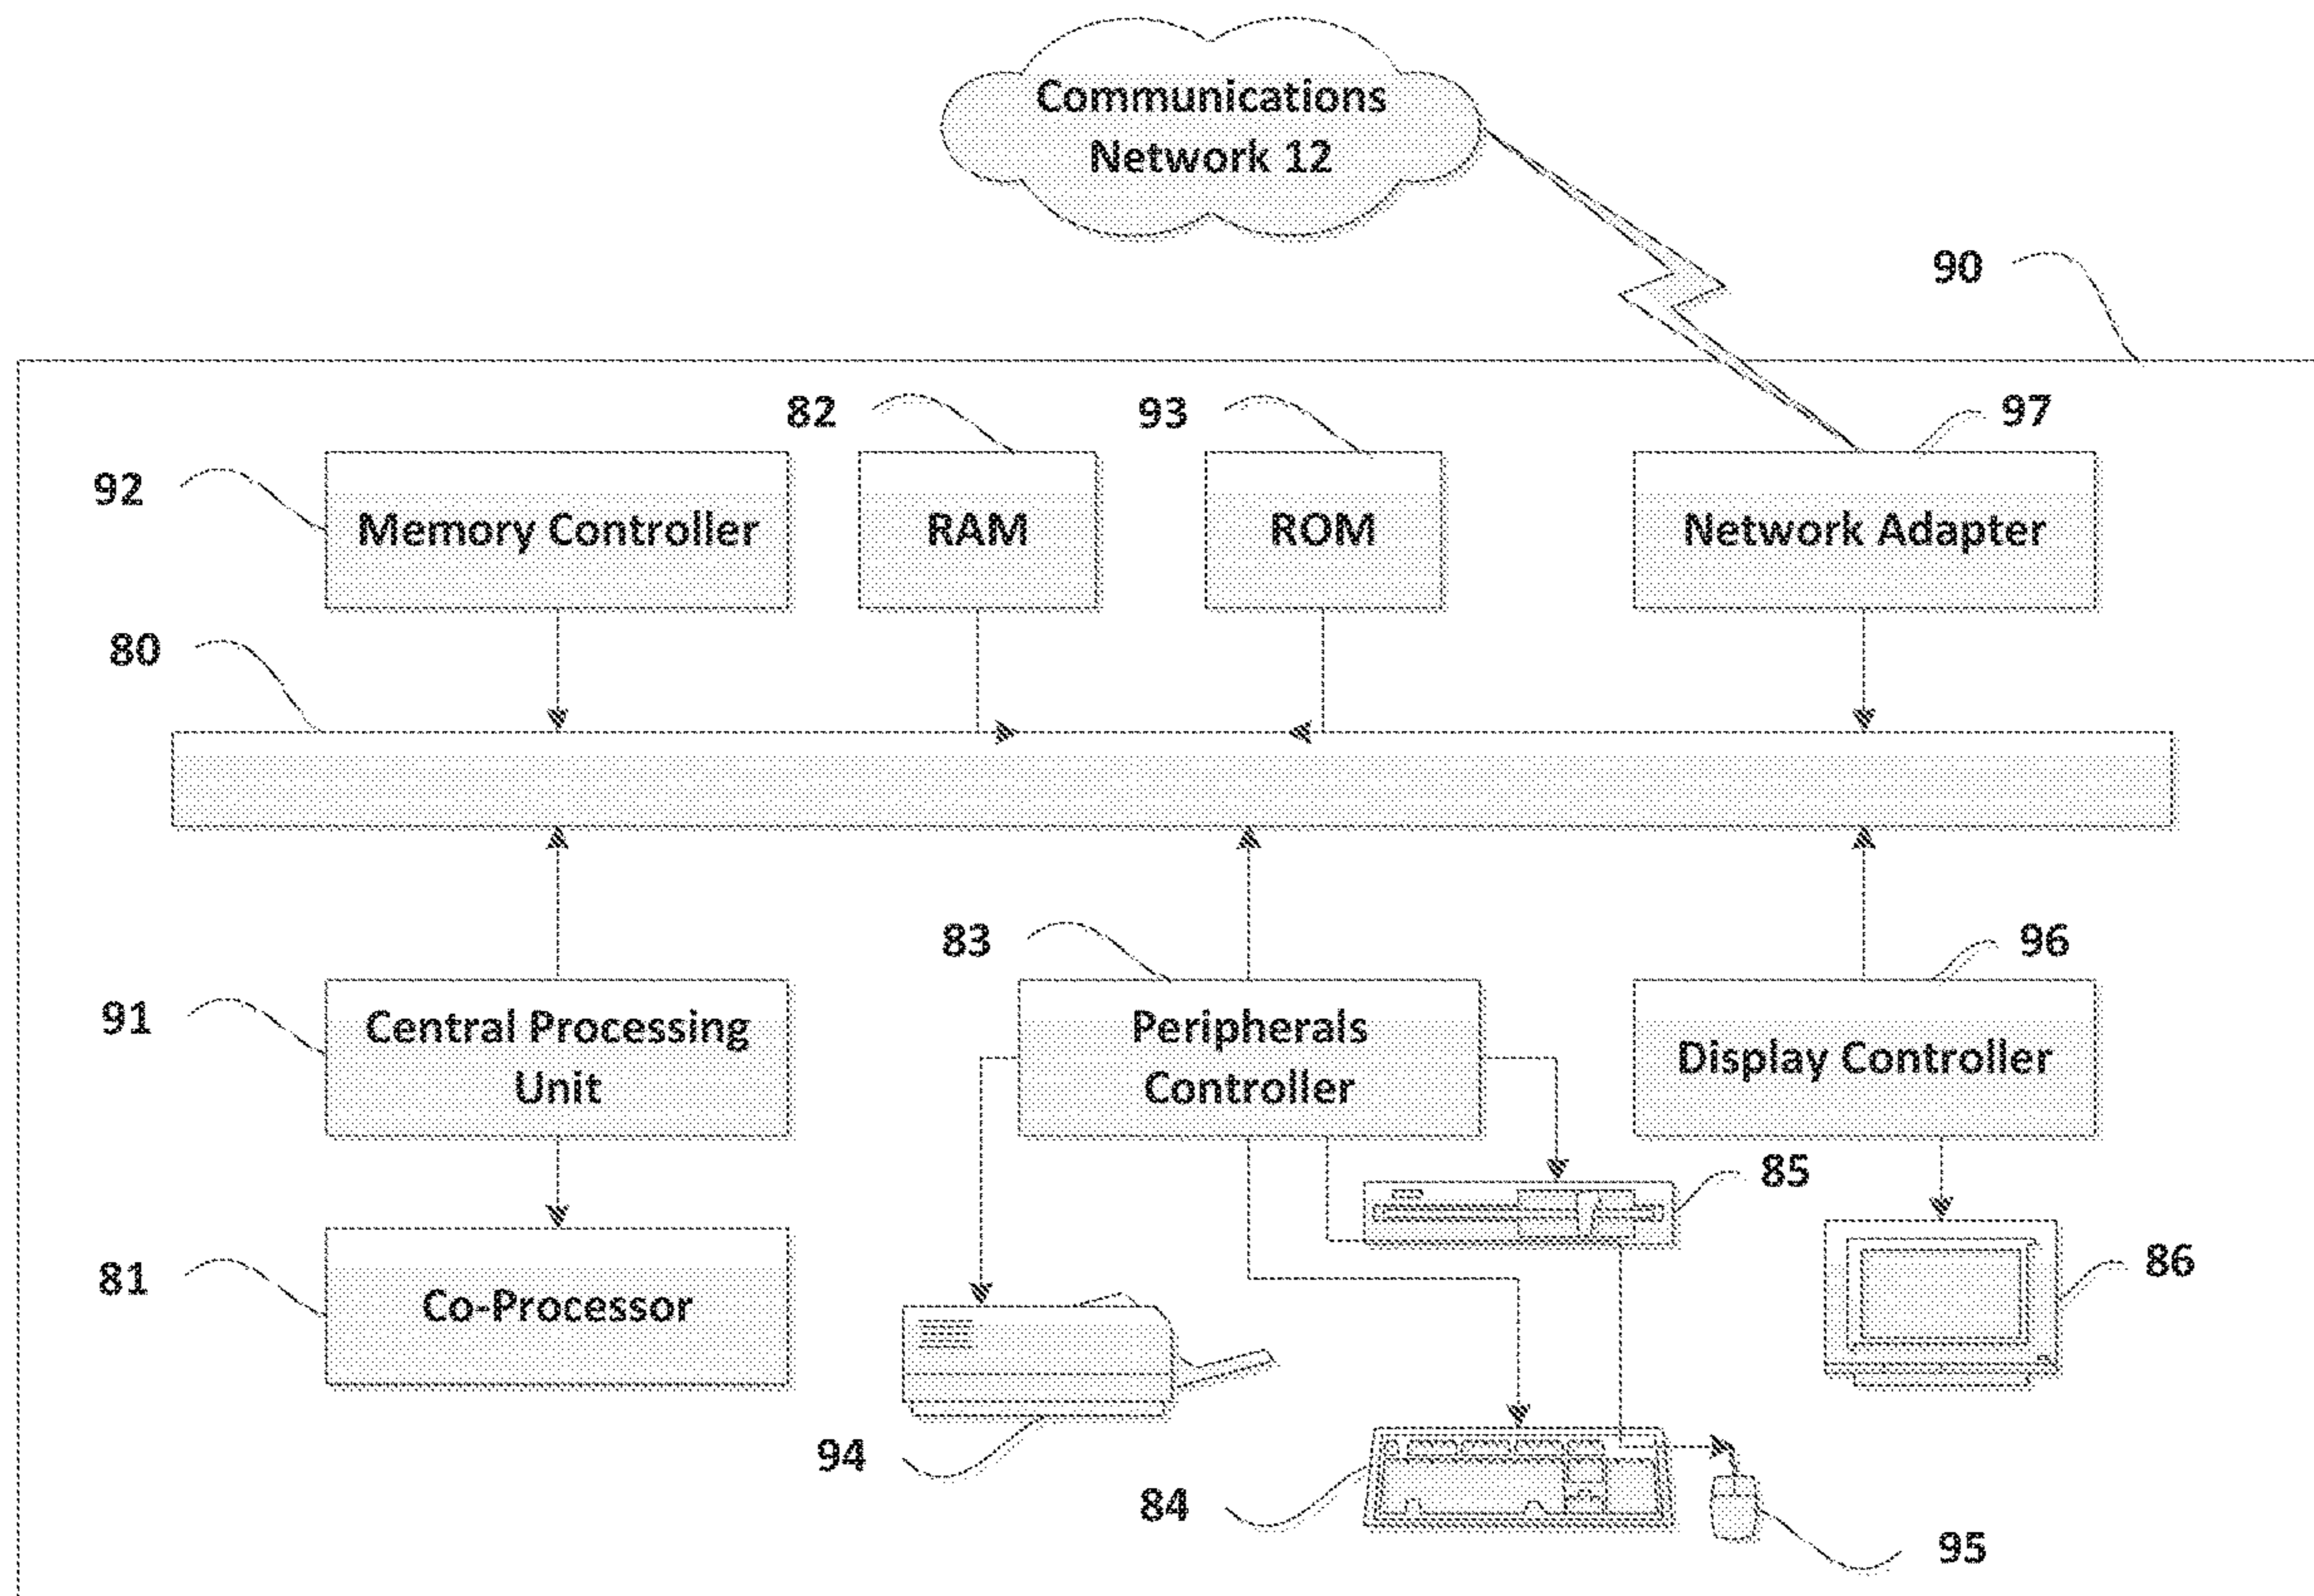 Communications
Network 12
90
82
93
97
92
Memory Controller
RAM
ROM
Network Adapter
80
83
96
91
Central Processing
Unit
Peripherals
Controller
Display Controller
85
81
Co-Processor
86
94
84
95